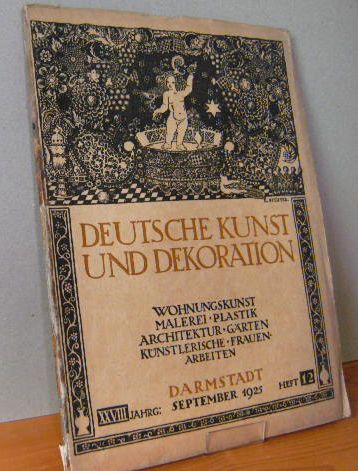 DEUTSCHE KUNST
UND DEKORATION
WOHNUNGSKUNST
MALEREI · PLASTIK
ARCHITEKTUR · GÄRTEN
KÜNSTLERISCHE · FRAUEN·
ARBEITEN
DARMSTADT
XXVIII JAHRG: SEPTEMBER 1925 HEFT 12